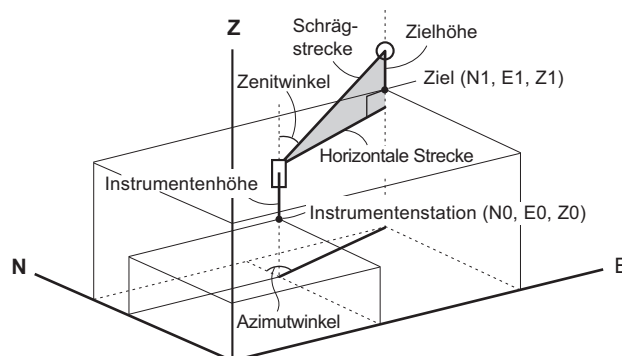 Schräg-
strecke
Zielhöhe
Z
Zenitwinkel
Ziel (N1, E1, Z1)
Horizontale Strecke
Instrumentenhöhe
Instrumentenstation (N0, E0, Z0)
N
E
Azimutwinkel